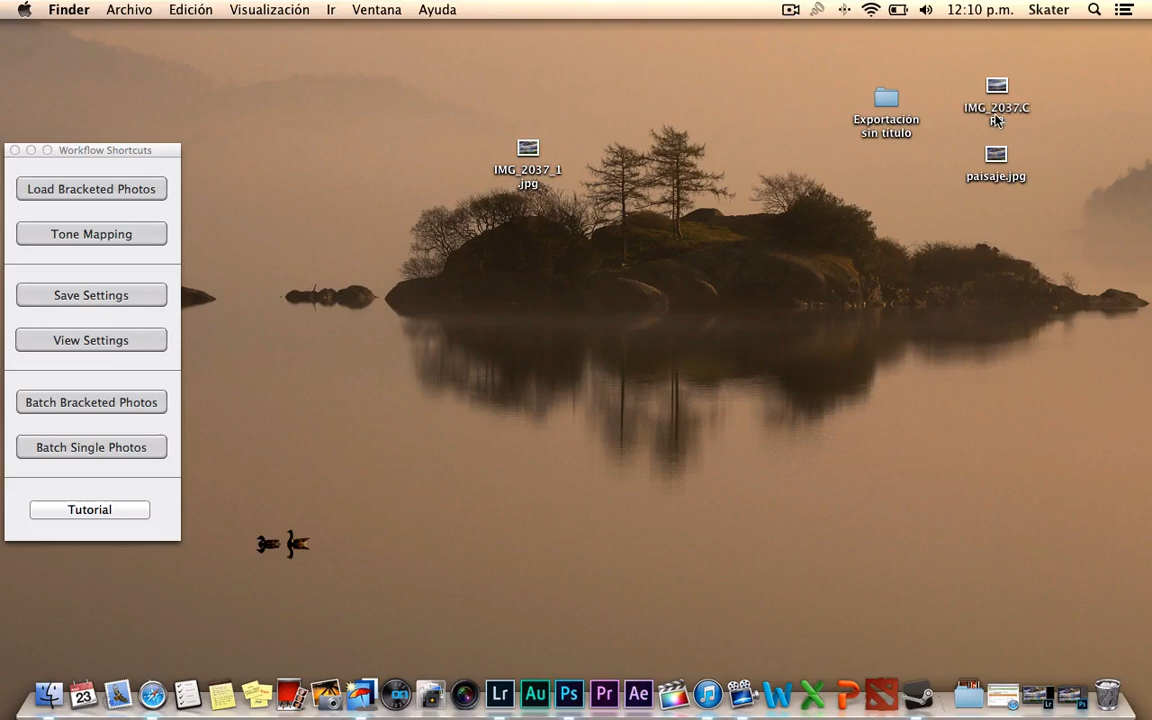 Finder Archivo Edición Visualización Ir Ventana Ayuda 12:10 p.m. Skater
IMG_2037.C
Exportación
sin título
IMG_2037_1
.jpg
paisaje.jpg
Workflow Shortcuts
Load Bracketed Photos
Tone Mapping
Save Settings
View Settings
Batch Bracketed Photos
Batch Single Photos
Tutorial
23
Lr Au Ps Pr Ae